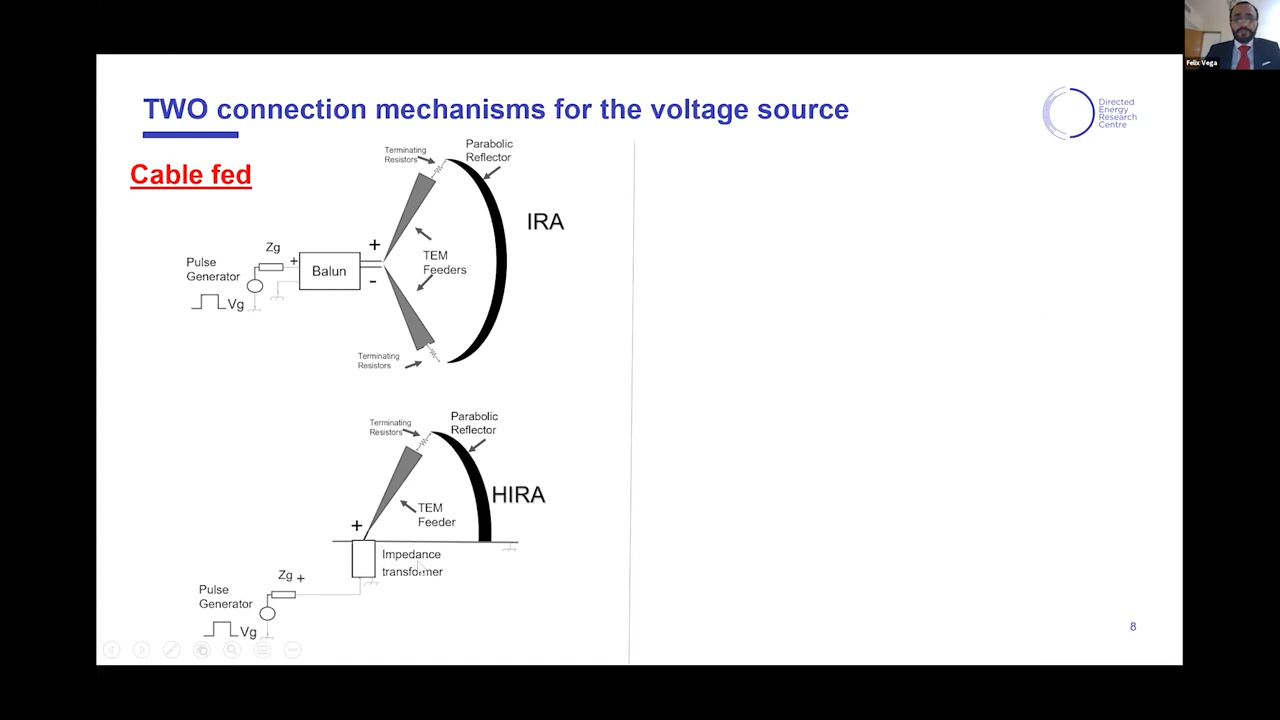 Felix Vega
TWO connection mechanisms for the voltage source
Directed
Energy
Research
Centre
Cable fed
Terminating
Resistors
Parabolic
Reflector
IRA
Zg
+
Pulse
Generator
+
Balun
TEM
Feeders
-
Vg
Terminating
Resistors
Terminating
Resistors
Parabolic
Reflector
HIRA
TEM
Feeder
+
Impedance
transformer
Zg +
Pulse
Generator
Vg
8